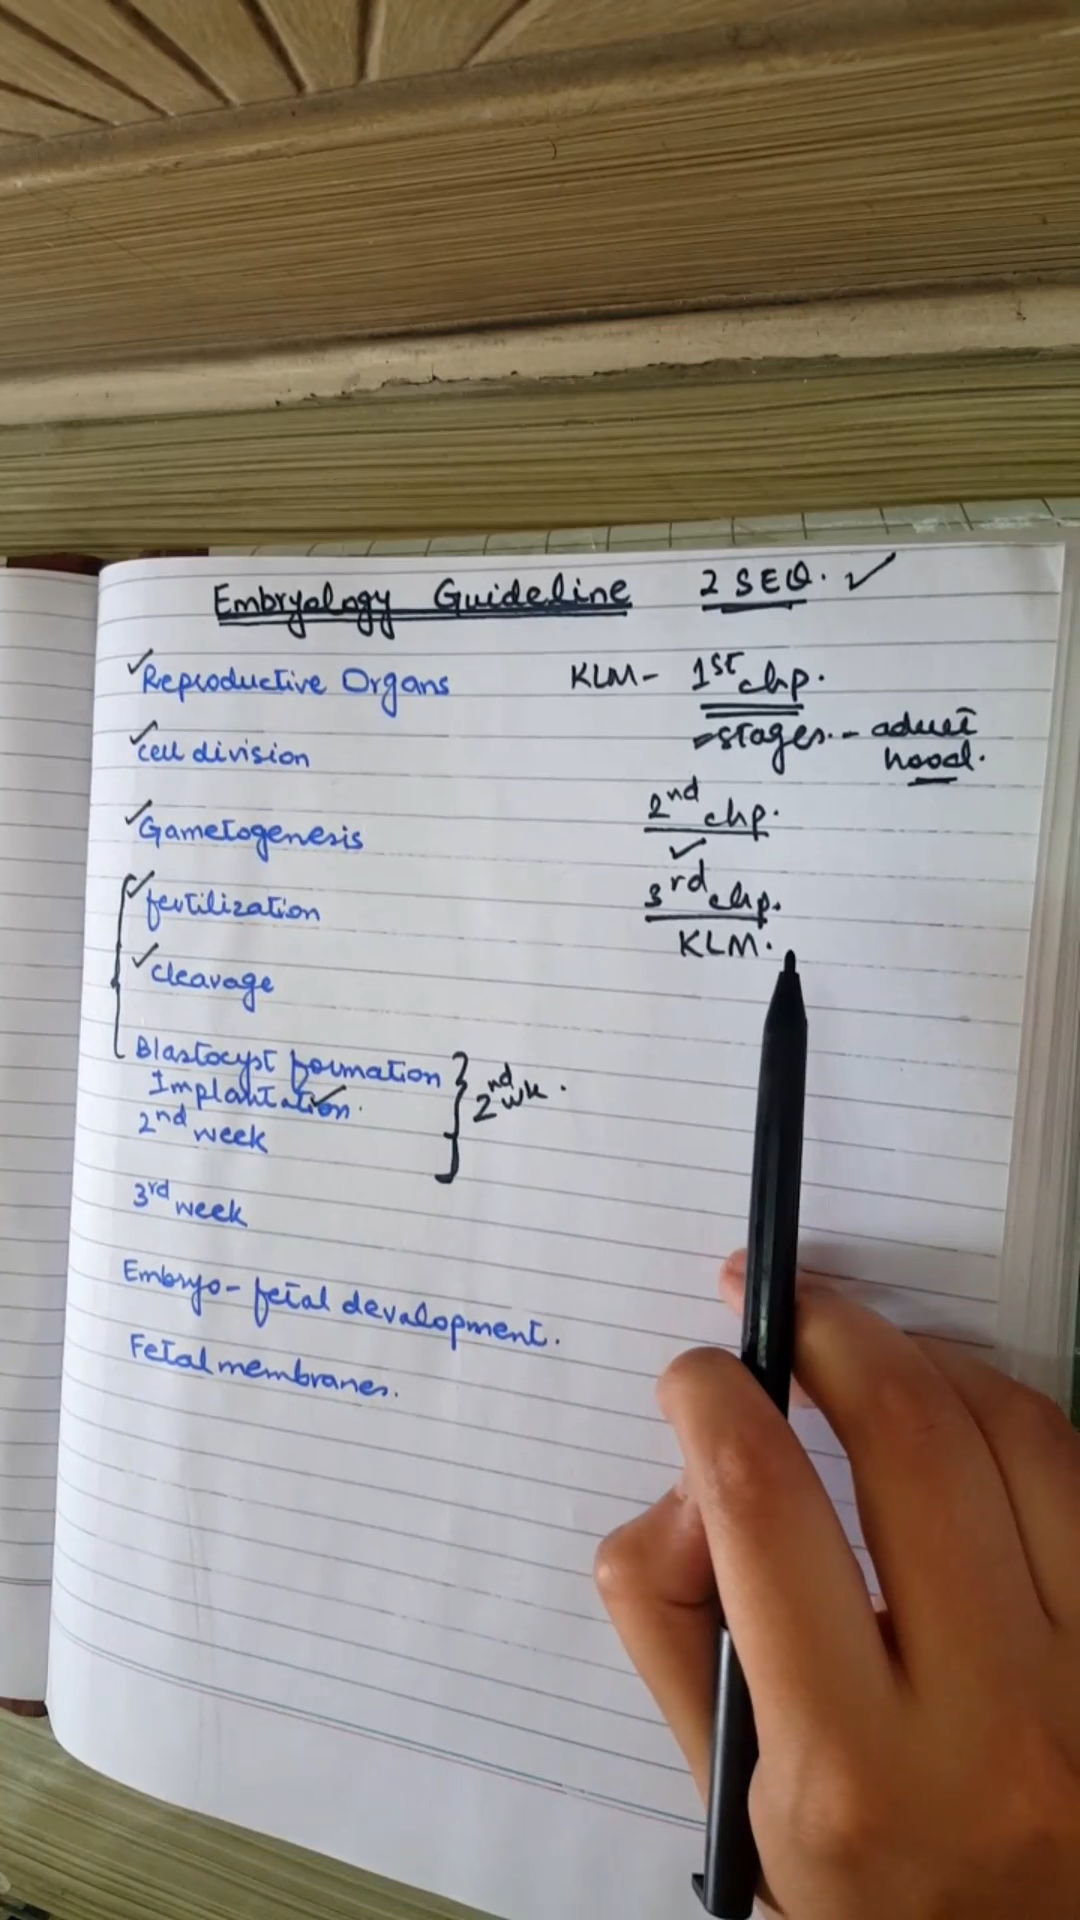 Embryology Guideline 2 SEQ.
Reproductive Organs KLM- 1st chp.
stages. - adult
hood.
cell division
2nd chp.
Gametogenesis
3rd chp.
fertilization
KLM.
Cleavage
Blastocyst formation
Implantation. 2nd wk.
2nd week
3rd week
Embryo-fetal devalopment.
Fetal membranes.